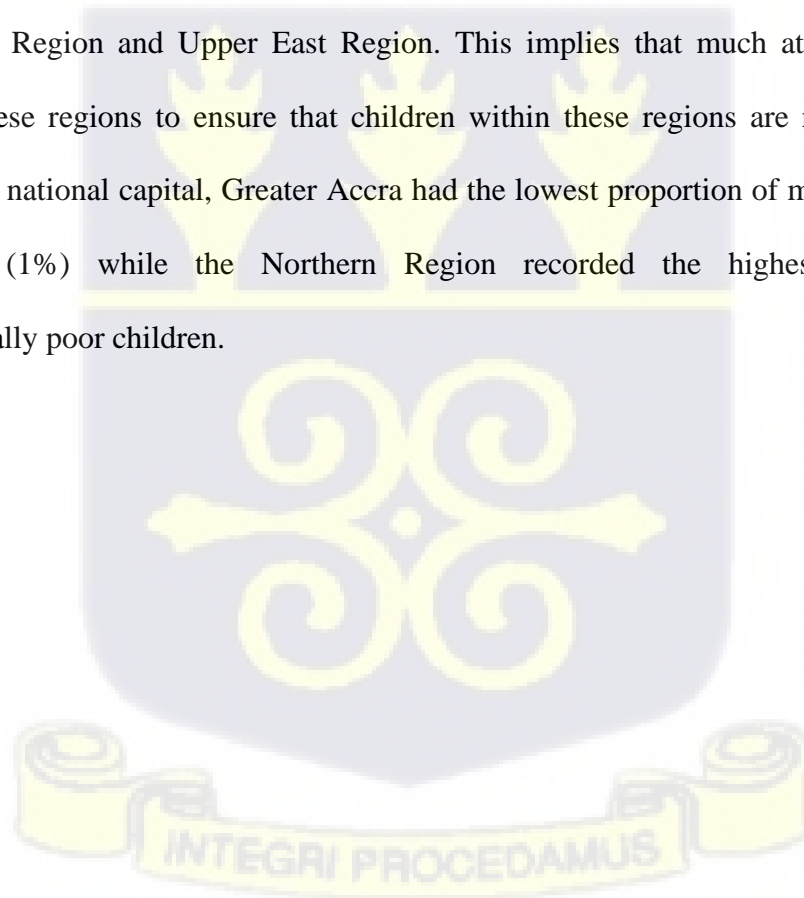 Region and Upper East Region. This implies that much at
ese regions to ensure that children within these regions are
national capital, Greater Accra had the lowest proportion of
(1%) while the Northern Region recorded the highes
ally poor children.
INTEGRI PROCEDAMUS